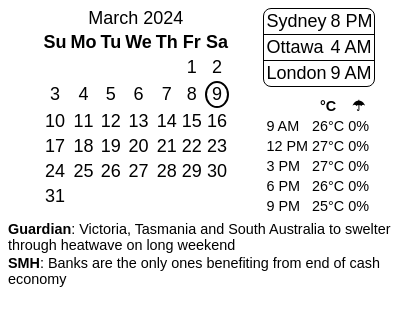 March 2024
Su Mo Tu We Th Fr Sa
1 2
3 4 5 6 7 8 9
10 11 12 13 14 15 16
17 18 19 20 21 22 23
24 25 26 27 28 29 30
31
Sydney 8 PM
Ottawa 4 AM
London 9 AM
°C ☂
9 AM 26°C 0%
12 PM 27°C 0%
3 PM 27°C 0%
6 PM 26°C 0%
9 PM 25°C 0%
Guardian: Victoria, Tasmania and South Australia to swelter
through heatwave on long weekend
SMH: Banks are the only ones benefiting from end of cash
economy